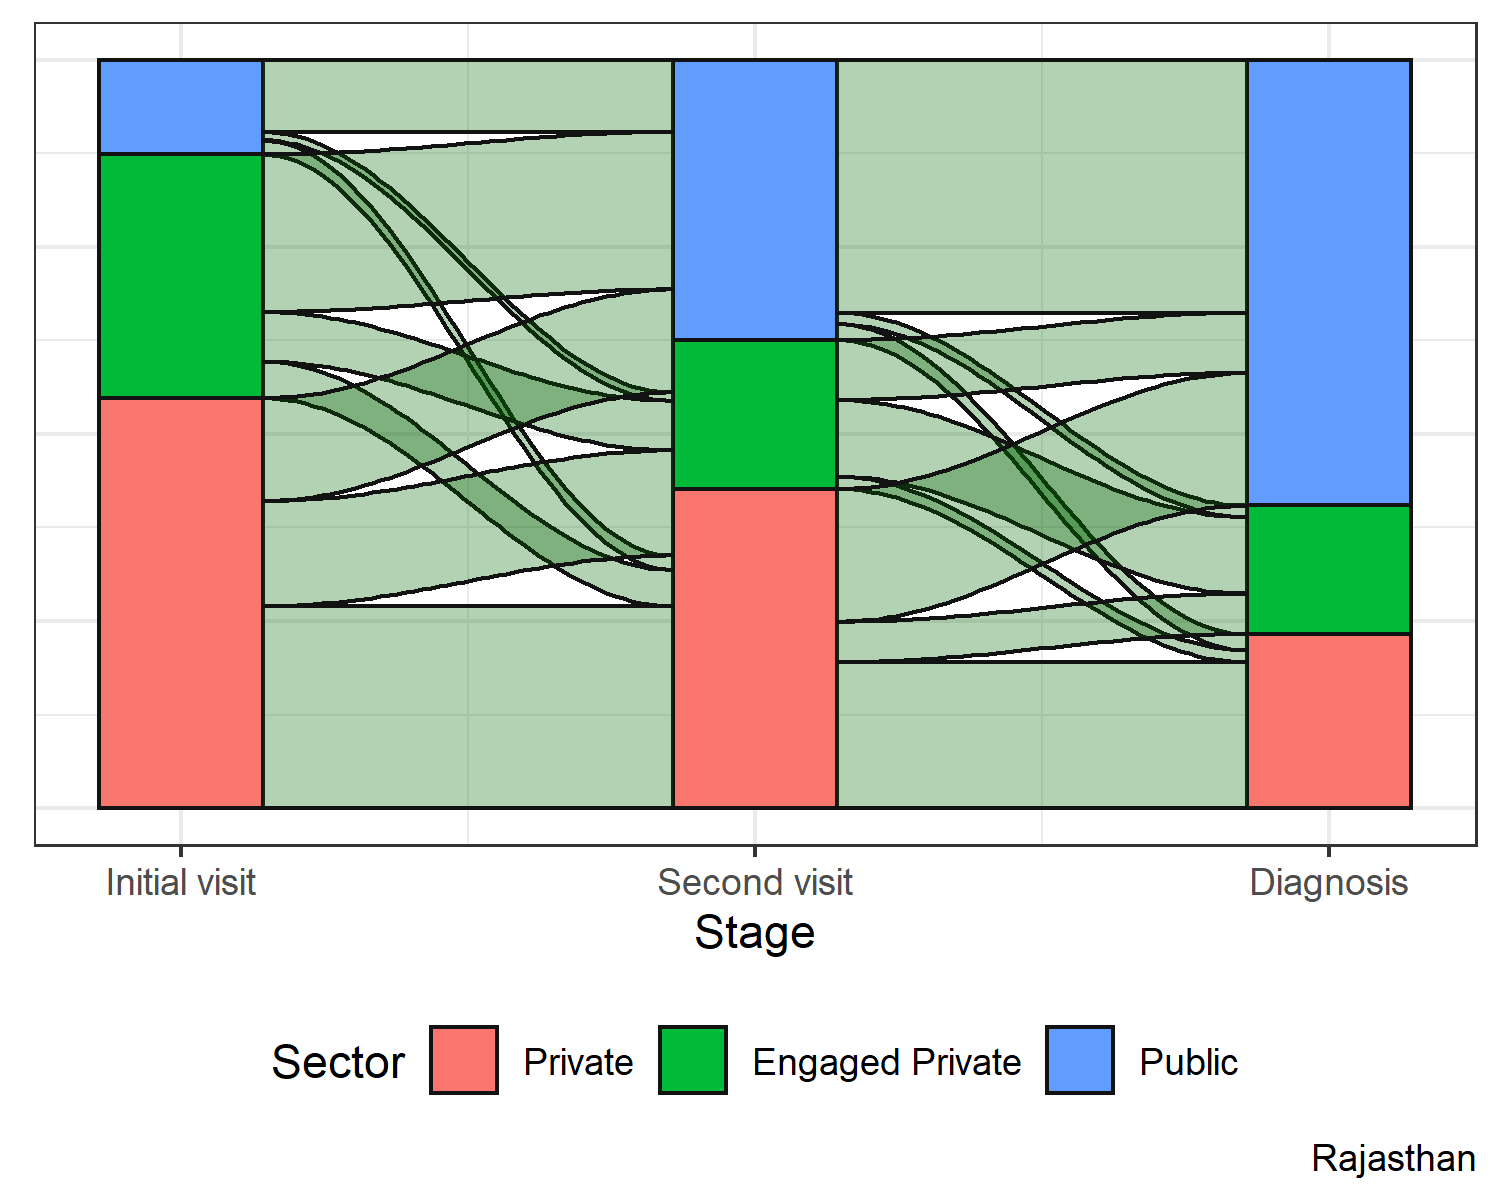 Initial visit Second visit Diagnosis
Stage
Sector Private Engaged Private Public
Rajasthan